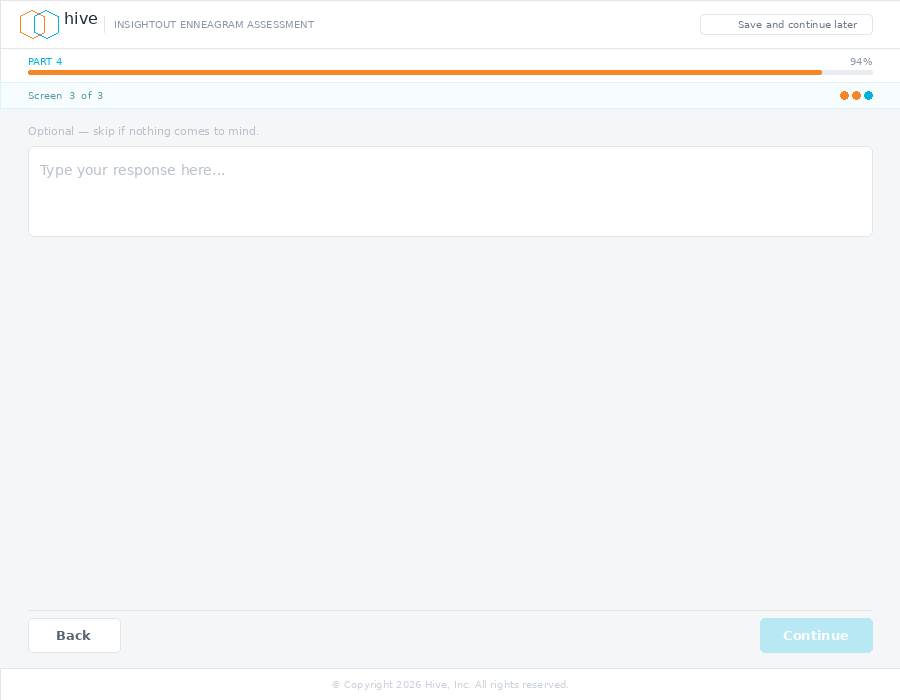 hive
INSIGHTOUT ENNEAGRAM ASSESSMENT
Save and continue later
PART 4
94%
Screen 3 of 3
Optional — skip if nothing comes to mind.
Type your response here...
Back
Continue
© Copyright 2026 Hive, Inc. All rights reserved.